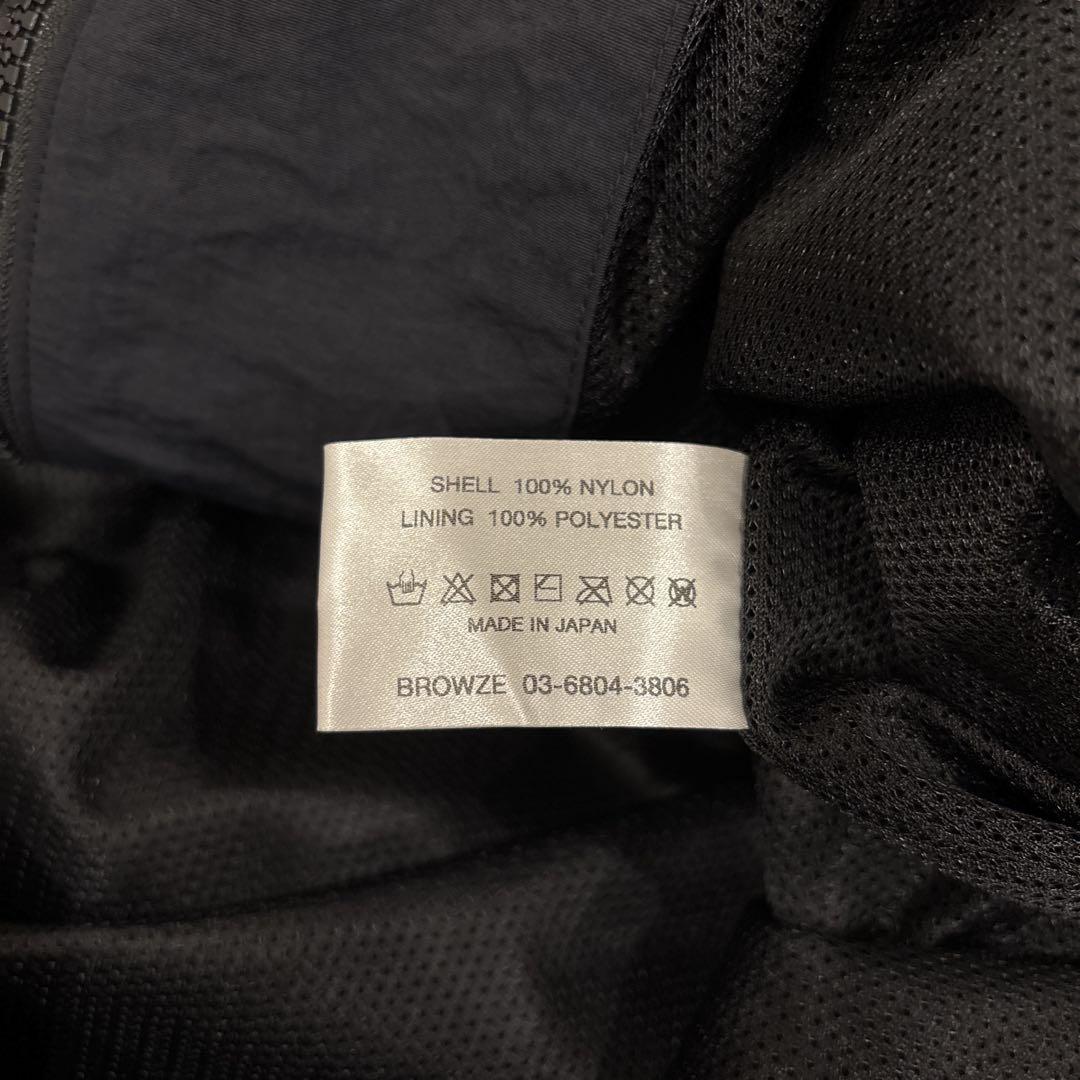 SHELL 100% NYLON
LINING 100% POLYESTER
W
MADE IN JAPAN
BROWZE 03-6804-3806